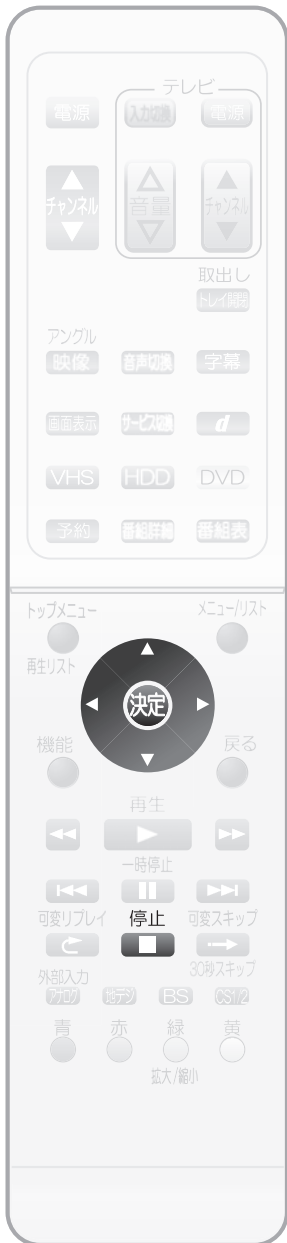 テレビ
電源 入力切換 電源
チャンネル 音量 チャンネル
取出し
トレイ開閉
アングル
映像 音声切換 字幕
画面表示 サービス切換 d
VHS HDD DVD
予約 番組詳細 番組表
トップメニュー メニュー/リスト
再生リスト
決定
機能 戻る
再生
一時停止
可変リプレイ 停止 可変スキップ
外部入力 30秒スキップ
アナログ 地デジ BS CS1/2
青 赤 緑 黄
拡大/縮小